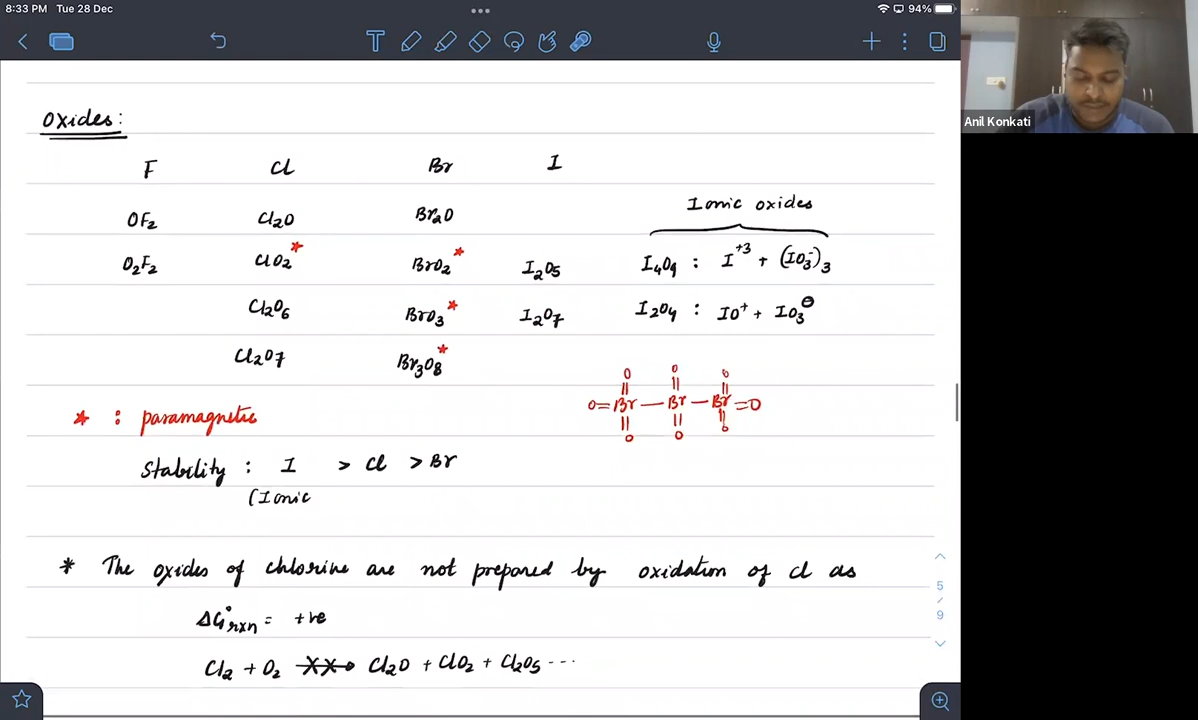 8:33 PM Tue 28 Dec
94%
Anil Konkati
Oxides:
F Cl Br I
Ionic oxides
OF2 Cl2O Br2O
O2F2 ClO2* BrO2* I2O5 I4O9 : I+3 + (IO3-)3
Cl2O6 BrO3* I2O7 I2O4 : IO+ + IO3⊖
Cl2O7 Br3O8*
O O O
O=Br—Br—Br=O
O O O
* : paramagnetic
Stability : I > Cl > Br
(Ionic
* The oxides of chlorine are not prepared by oxidation of cl as
ΔG°rxn = +ve
Cl2 + O2 Cl2O + ClO2 + Cl2O5 ---
5
/
9